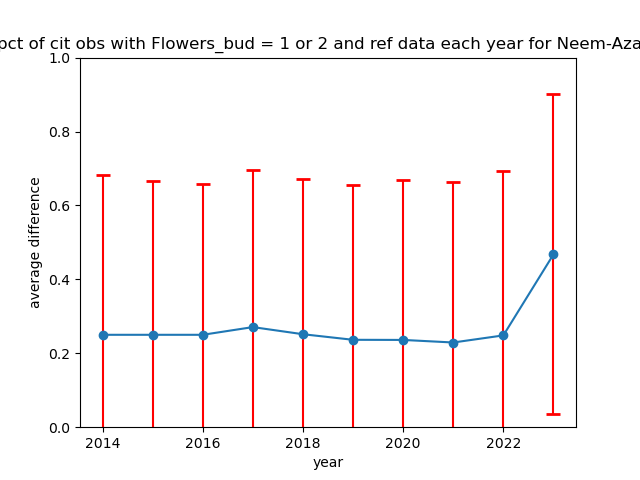 pct of cit obs with Flowers_bud = 1 or 2 and ref data each year for Neem-Aza
1.0
0.8
0.6
0.4
0.2
0.0
average difference
2014 2016 2018 2020 2022
year